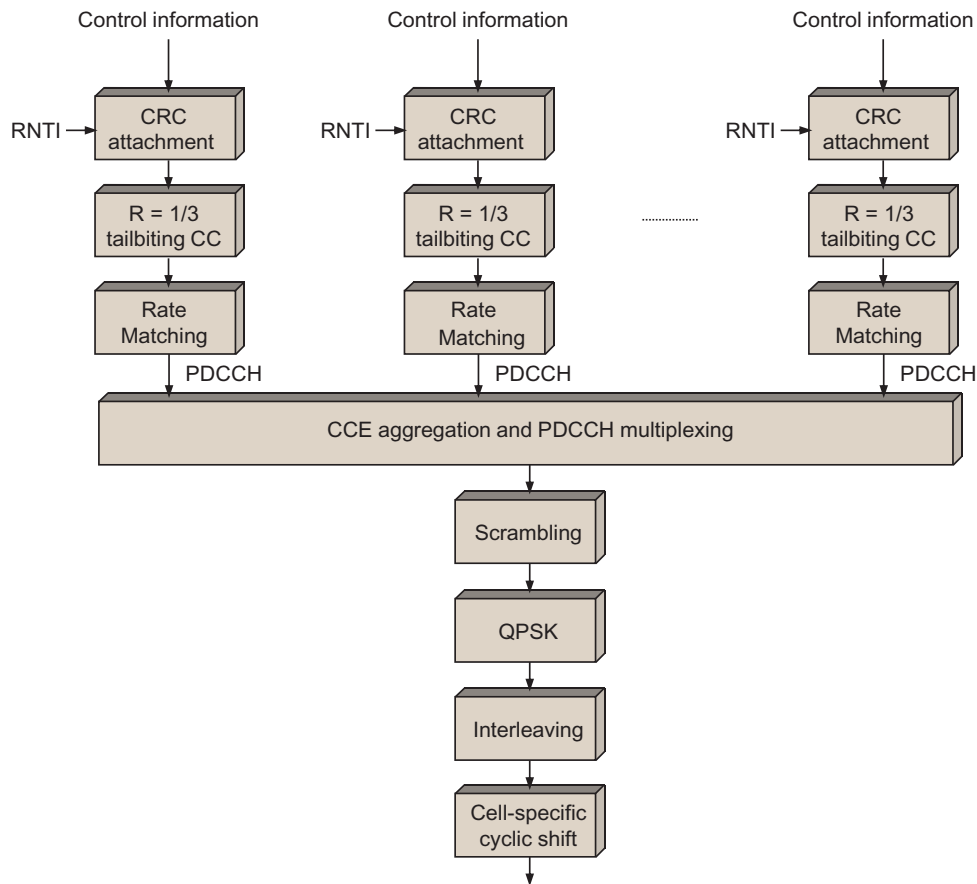 Control information
Control information
Control information
RNTI
CRC
attachment
RNTI
CRC
attachment
RNTI
CRC
attachment
R = 1/3
tailbiting CC
R = 1/3
tailbiting CC
R = 1/3
tailbiting CC
Rate
Matching
Rate
Matching
Rate
Matching
PDCCH
PDCCH
PDCCH
CCE aggregation and PDCCH multiplexing
Scrambling
QPSK
Interleaving
Cell-specific
cyclic shift